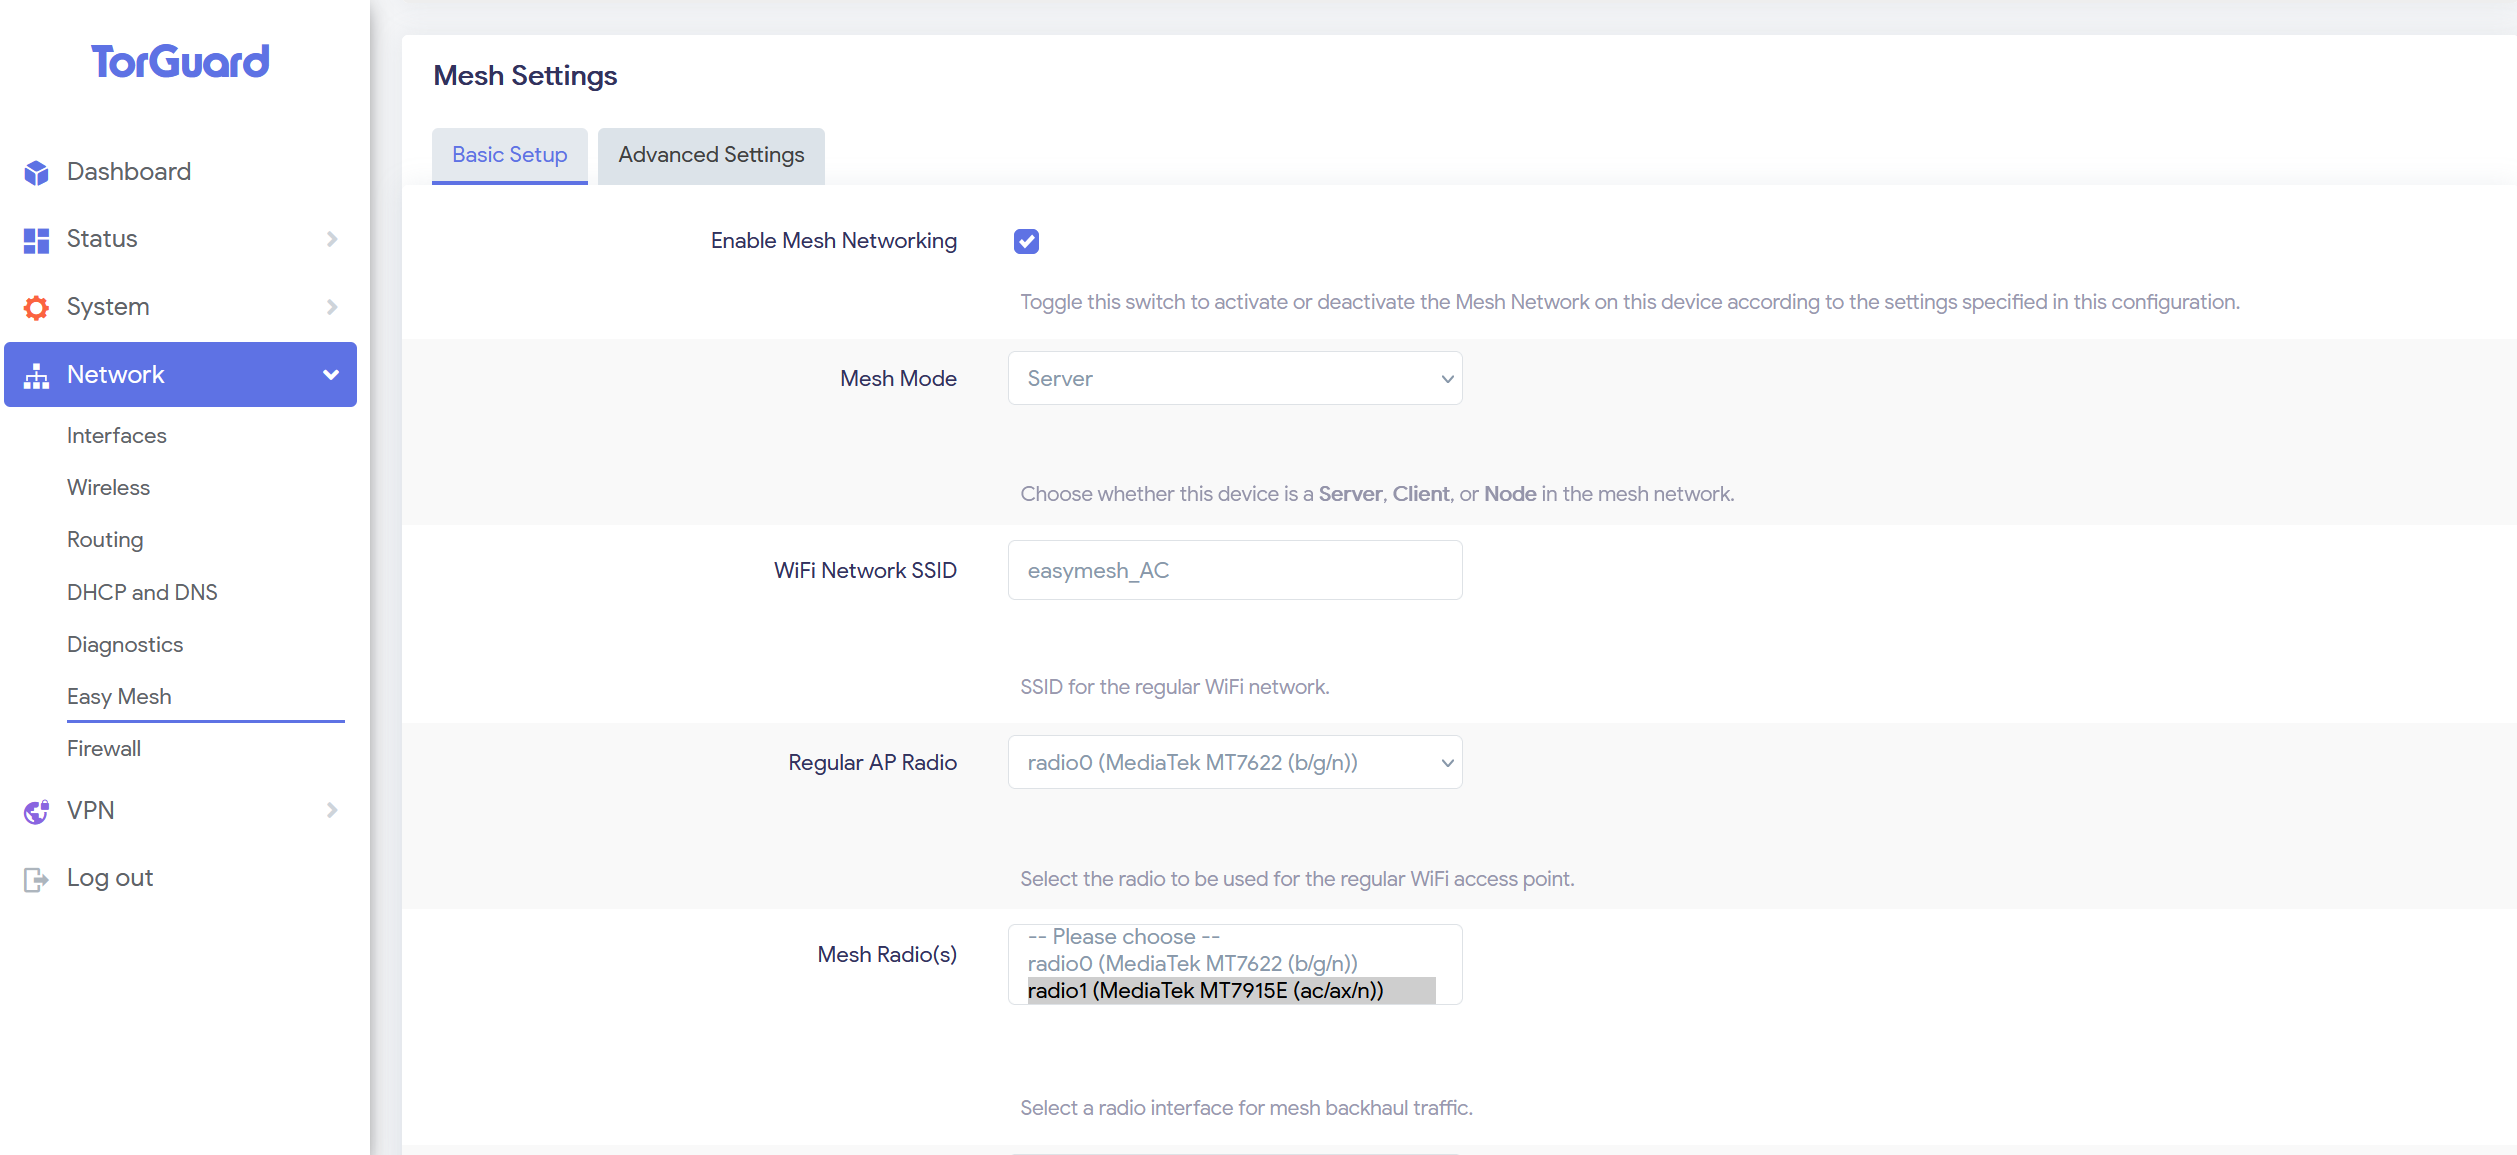 TorGuard
Dashboard
Status
System
Network
Interfaces
Wireless
Routing
DHCP and DNS
Diagnostics
Easy Mesh
Firewall
VPN
Log out
Mesh Settings
Basic Setup
Advanced Settings
Enable Mesh Networking
Toggle this switch to activate or deactivate the Mesh Network on this device according to the settings specified in this configuration.
Mesh Mode
Server
Choose whether this device is a Server, Client, or Node in the mesh network.
WiFi Network SSID
easymesh_AC
SSID for the regular WiFi network.
Regular AP Radio
radio0 (MediaTek MT7622 (b/g/n))
Select the radio to be used for the regular WiFi access point.
Mesh Radio(s)
-- Please choose --
radio0 (MediaTek MT7622 (b/g/n))
radio1 (MediaTek MT7915E (ac/ax/n))
Select a radio interface for mesh backhaul traffic.